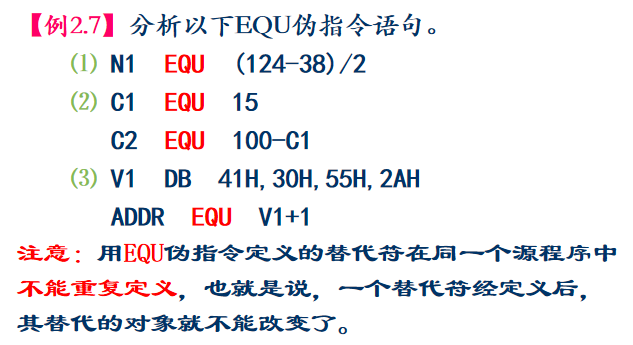 【例2.7】分析以下EQU伪指令语句。
(1) N1 EQU (124-38)/2
(2) C1 EQU 15
C2 EQU 100-C1
(3) V1 DB 41H,30H,55H,2AH
ADDR EQU V1+1
注意：用EQU伪指令定义的替代符在同一个源程序中
不能重复定义，也就是说，一个替代符经定义后，
其替代的对象就不能改变了。